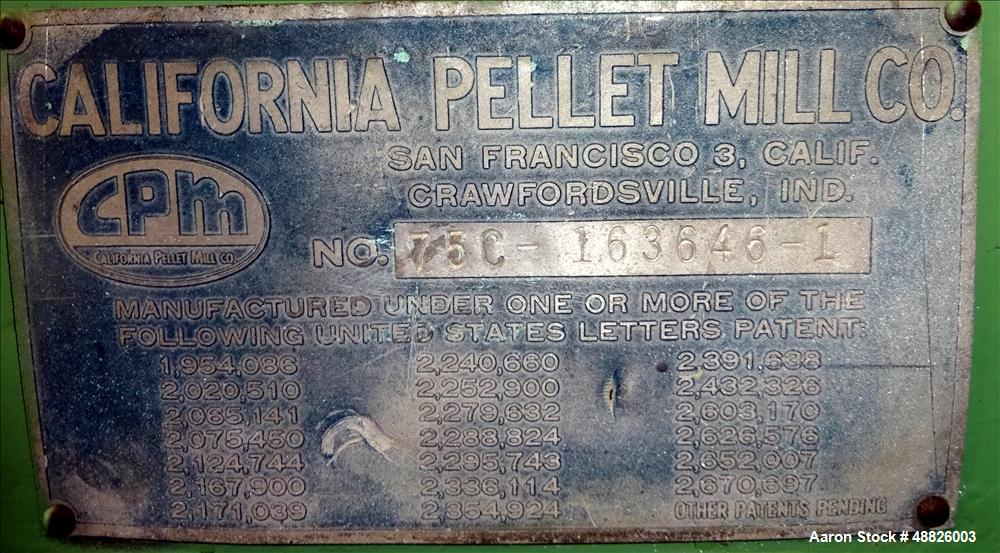 CALIFORNIA PELLET MILL CO.
SAN FRANCISCO 3, CALIF.
CRAWFORDSVILLE, IND.
CPM
CALIFORNIA PELLET MILL CO.
NO. 75C-163646-1
MANUFACTURED UNDER ONE OR MORE OF THE
FOLLOWING UNITED STATES LETTERS PATENT:
1,954,086 2,240,660 2,391,638
2,020,510 2,252,900 2,432,326
2,065,141 2,279,632 2,603,170
2,075,450 2,288,824 2,626,576
2,124,744 2,295,743 2,652,007
2,167,900 2,336,114 2,670,697
2,171,039 2,354,924 OTHER PATENTS PENDING
Aaron Stock # 48826003